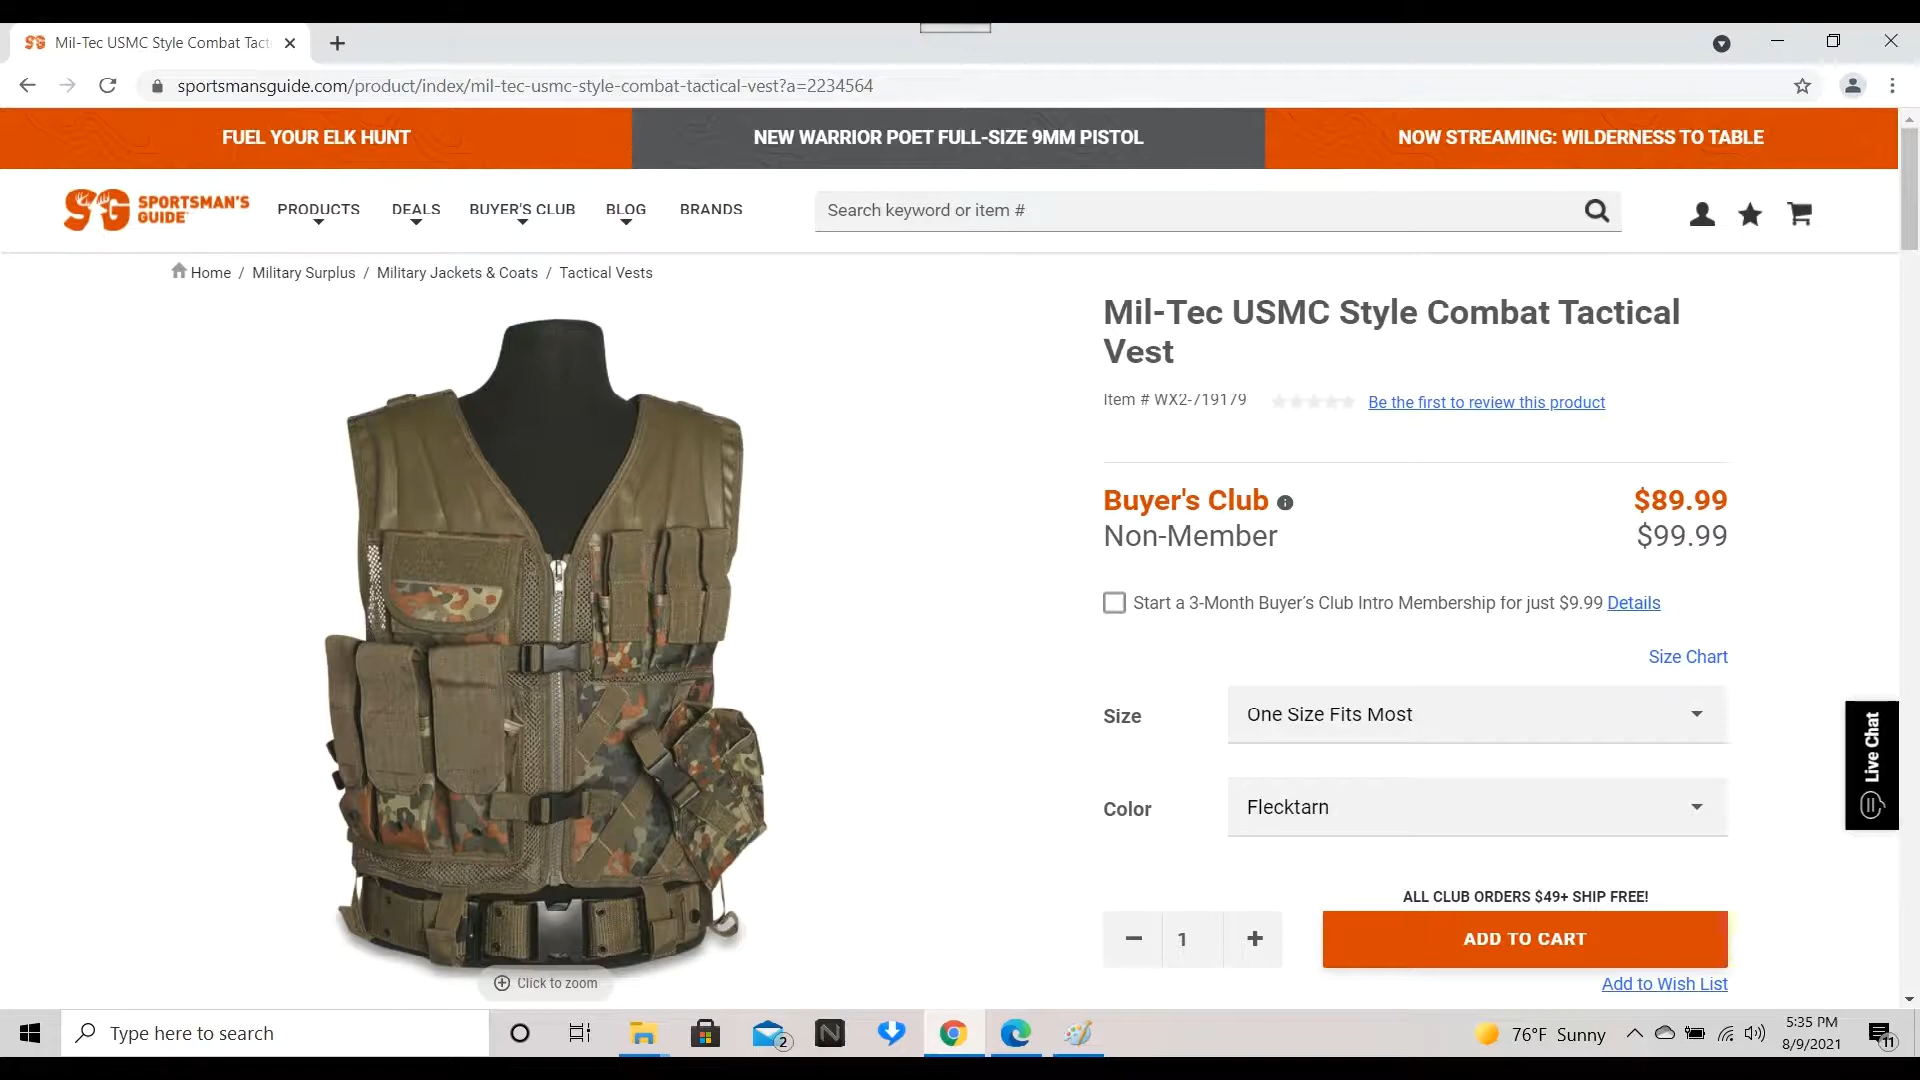 Mil-Tec USMC Style Combat Tact
sportsmansguide.com/product/index/mil-tec-usmc-style-combat-tactical-vest?a=2234564
FUEL YOUR ELK HUNT
NEW WARRIOR POET FULL-SIZE 9MM PISTOL
NOW STREAMING: WILDERNESS TO TABLE
SG SPORTSMAN'S
GUIDE
PRODUCTS
DEALS
BUYER'S CLUB
BLOG
BRANDS
Search keyword or item #
Home / Military Surplus / Military Jackets & Coats / Tactical Vests
Mil-Tec USMC Style Combat Tactical
Vest
Item # WX2-719179
Be the first to review this product
Buyer's Club $89.99
Non-Member $99.99
Start a 3-Month Buyer's Club Intro Membership for just $9.99 Details
Size Chart
Size One Size Fits Most
Live Chat
Color Flecktarn
ALL CLUB ORDERS $49+ SHIP FREE!
1
ADD TO CART
Add to Wish List
Click to zoom
Type here to search
2
N
76°F Sunny
5:35 PM
8/9/2021
11